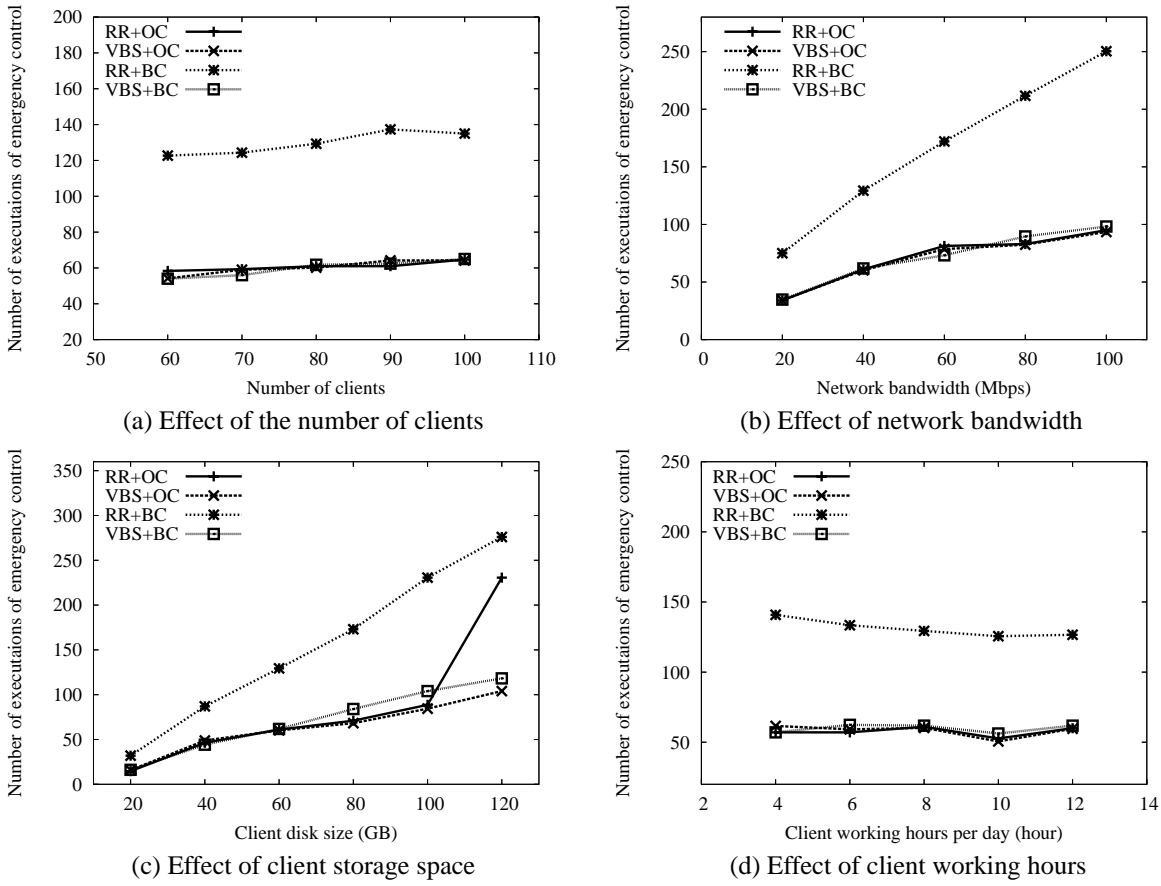 Number of executaions of emergency control
200
180
160
140
120
100
80
60
40
20
RR+OC
VBS+OC
RR+BC
VBS+BC
50 60 70 80 90 100 110
Number of clients
(a) Effect of the number of clients
Number of executaions of emergency control
250
200
150
100
50
0
RR+OC
VBS+OC
RR+BC
VBS+BC
0 20 40 60 80 100
Network bandwidth (Mbps)
(b) Effect of network bandwidth
Number of executaions of emergency control
350
300
250
200
150
100
50
0
RR+OC
VBS+OC
RR+BC
VBS+BC
20 40 60 80 100 120
Client disk size (GB)
(c) Effect of client storage space
Number of executaions of emergency control
250
200
150
100
50
RR+OC
VBS+OC
RR+BC
VBS+BC
2 4 6 8 10 12 14
Client working hours per day (hour)
(d) Effect of client working hours